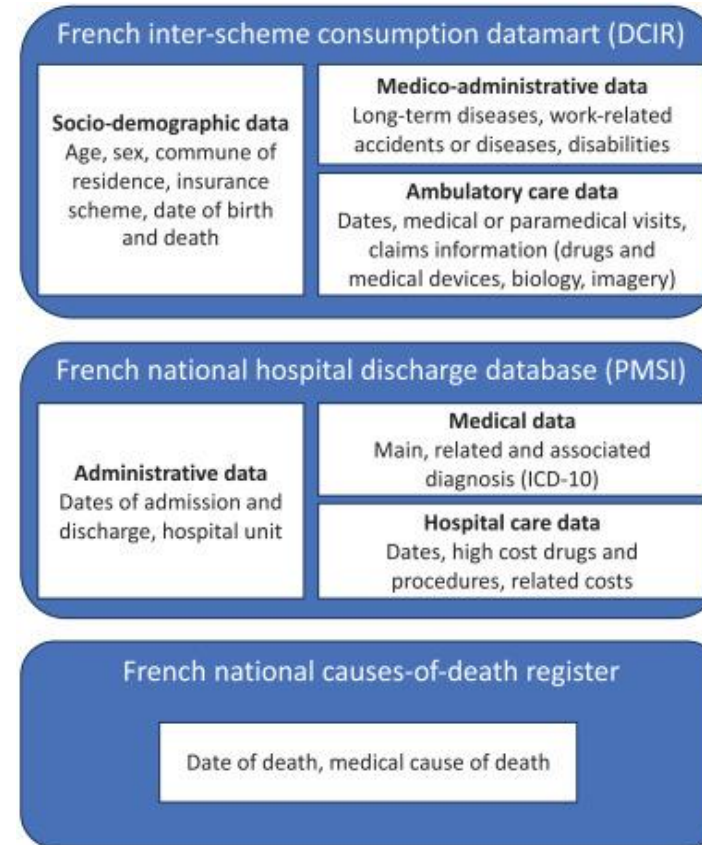 French inter-scheme consumption datamart (DCIR)
Socio-demographic data
Age, sex, commune of
residence, insurance
scheme, date of birth
and death
Medico-administrative data
Long-term diseases, work-related
accidents or diseases, disabilities
Ambulatory care data
Dates, medical or paramedical visits,
claims information (drugs and
medical devices, biology, imagery)
French national hospital discharge database (PMSI)
Administrative data
Dates of admission and
discharge, hospital unit
Medical data
Main, related and associated
diagnosis (ICD-10)
Hospital care data
Dates, high cost drugs and
procedures, related costs
French national causes-of-death register
Date of death, medical cause of death